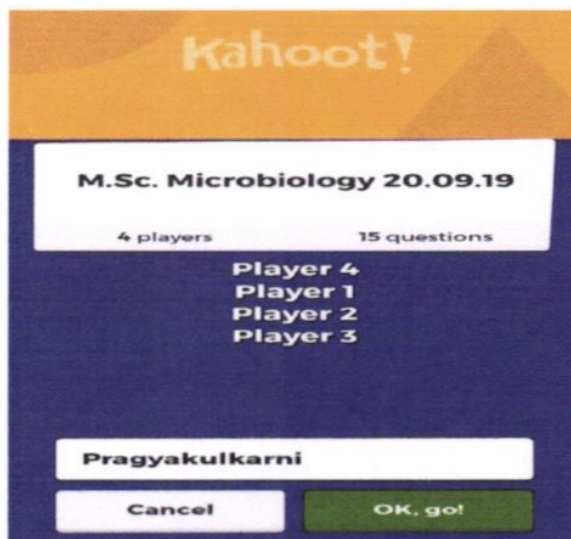 Kahoot!
M.Sc. Microbiology 20.09.19
4 players 15 questions
Player 4
Player 1
Player 2
Player 3
Pragyakulkarni
Cancel OK, go!